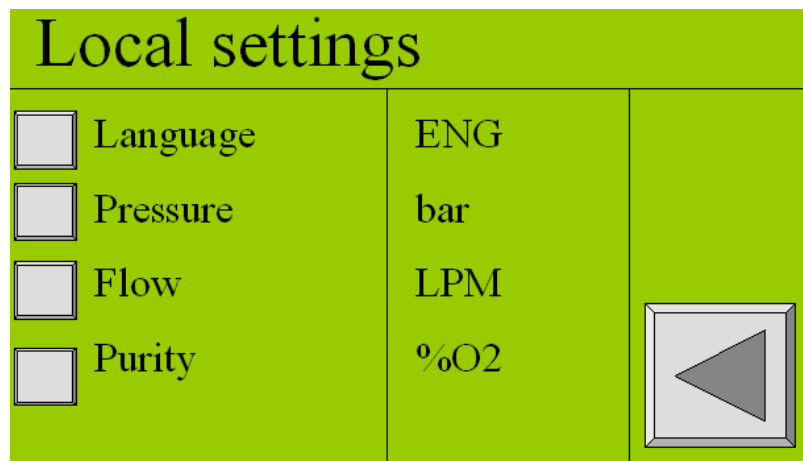 Local settings
Language ENG
Pressure bar
Flow LPM
Purity %O2